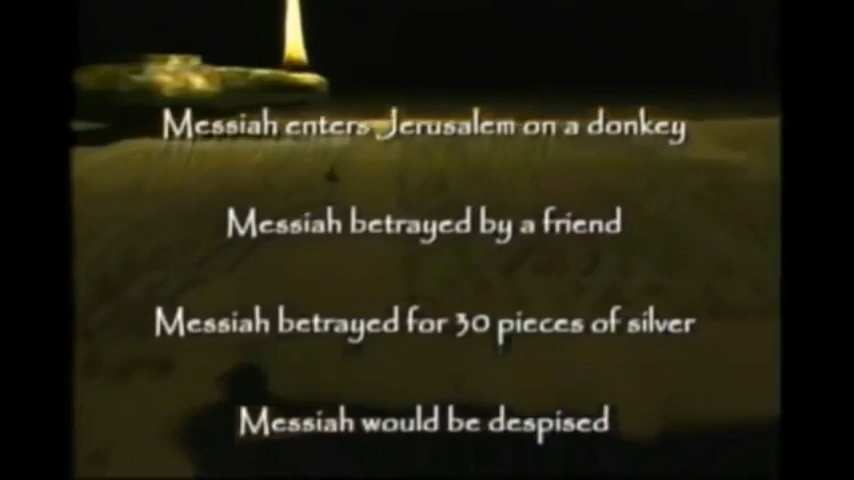 Messiah enters Jerusalem on a donkey
Messiah betrayed by a friend
Messiah betrayed for 30 pieces of silver
Messiah would be despised